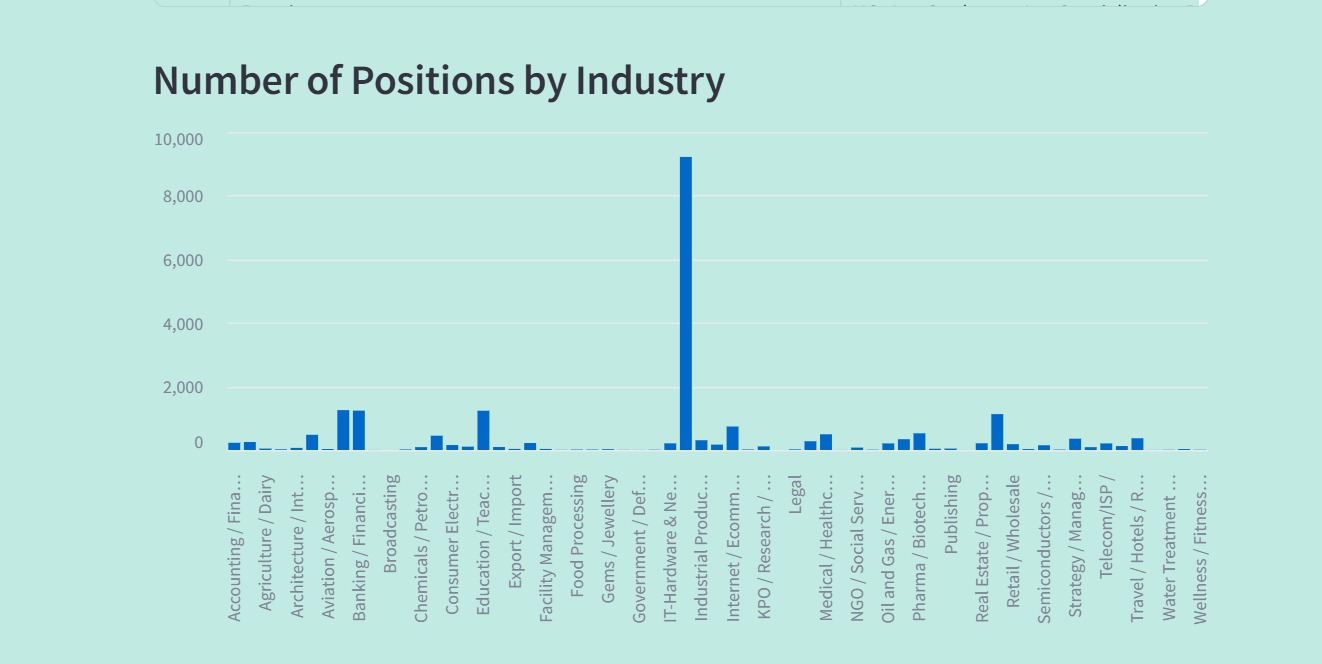 Number of Positions by Industry
10,000
8,000
6,000
4,000
2,000
0
Accounting / Fina…
Agriculture / Dairy
Architecture / Int…
Aviation / Aerosp…
Banking / Financi…
Broadcasting
Chemicals / Petro…
Consumer Electr…
Education / Teac…
Export / Import
Facility Managem…
Food Processing
Gems / Jewellery
Government / Def…
IT-Hardware & Ne…
Industrial Produc…
Internet / Ecomm…
KPO / Research / …
Legal
Medical / Healthc…
NGO / Social Serv…
Oil and Gas / Ener…
Pharma / Biotech…
Publishing
Real Estate / Prop…
Retail / Wholesale
Semiconductors /…
Strategy / Manag…
Telecom/ISP /
Travel / Hotels / R…
Water Treatment …
Wellness / Fitness…